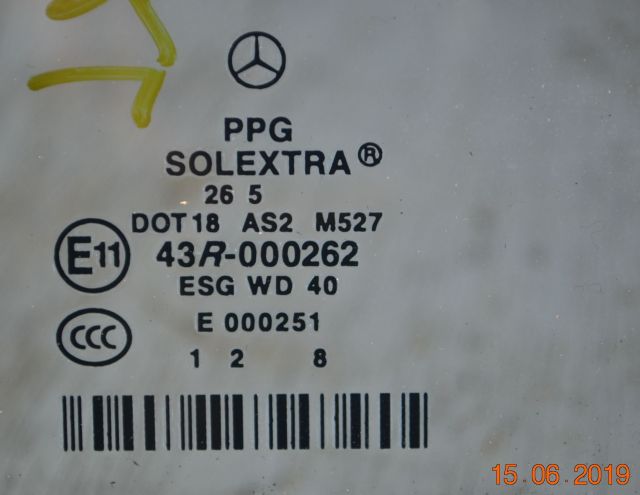 PPG
SOLEXTRA®
26 5
DOT18 AS2 M527
E11 43R-000262
ESG WD 40
CCC E 000251
1 2 8
15.06.2019